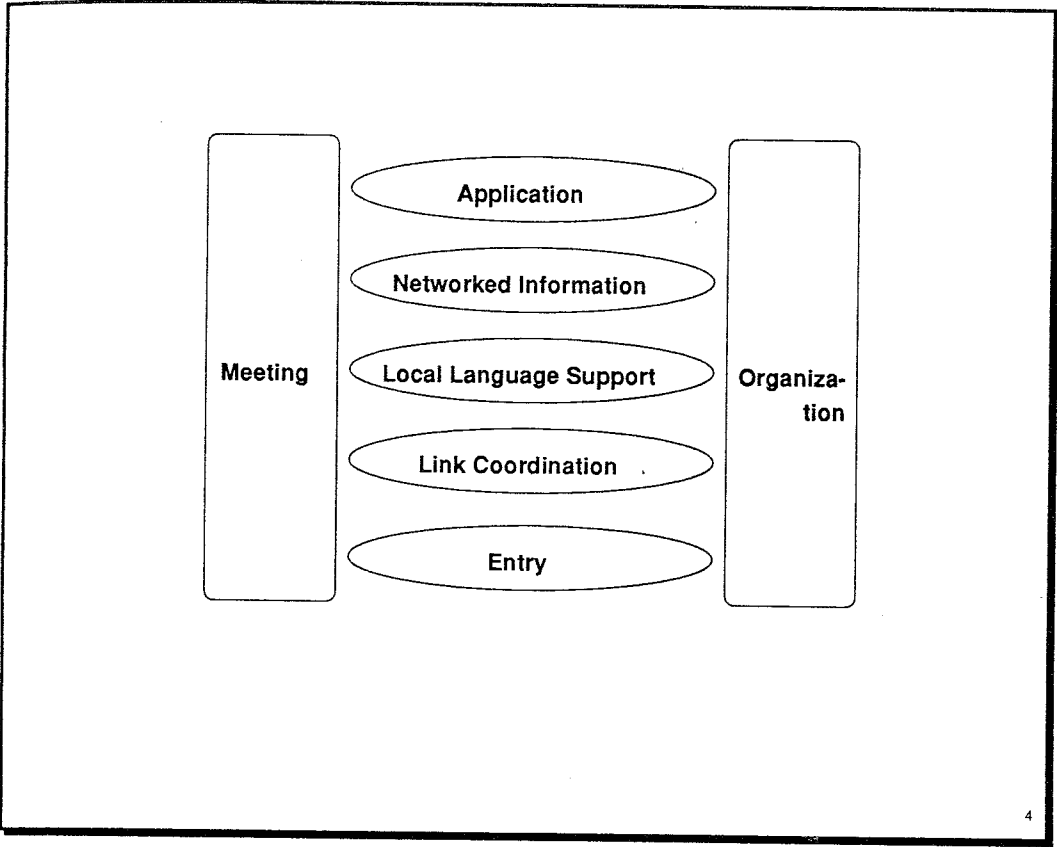 Application
Networked Information
Meeting
Local Language Support
Organiza-
tion
Link Coordination
Entry
4